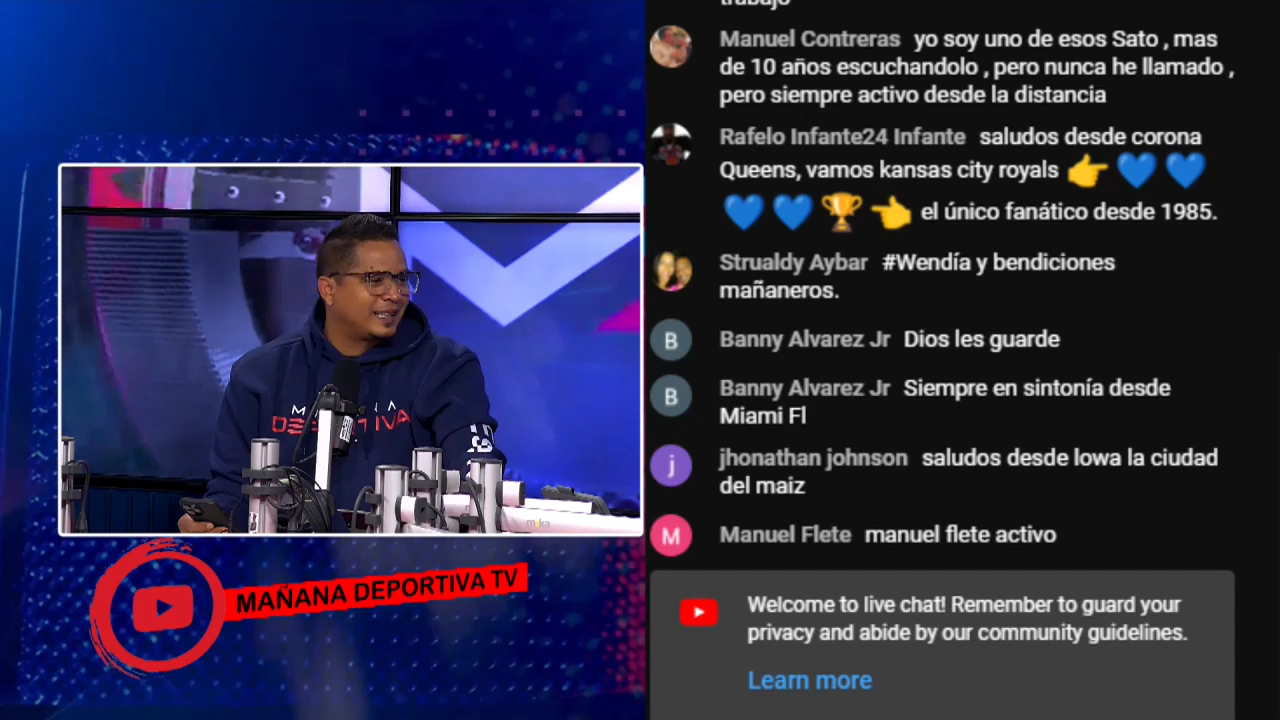 trabajo
Manuel Contreras yo soy uno de esos Sato , mas
de 10 años escuchandolo , pero nunca he llamado ,
pero siempre activo desde la distancia
Rafelo Infante24 Infante saludos desde corona
Queens, vamos kansas city royals 👉💙💙
💙💙🏆👈 el único fanático desde 1985.
Strualdy Aybar #Wendía y bendiciones
mañaneros.
B
Banny Alvarez Jr Dios les guarde
B
Banny Alvarez Jr Siempre en sintonía desde
Miami Fl
j
jhonathan johnson saludos desde Iowa la ciudad
del maiz
M
Manuel Flete manuel flete activo
Welcome to live chat! Remember to guard your
privacy and abide by our community guidelines.
Learn more
DEPORTIVA
MAÑANA DEPORTIVA TV